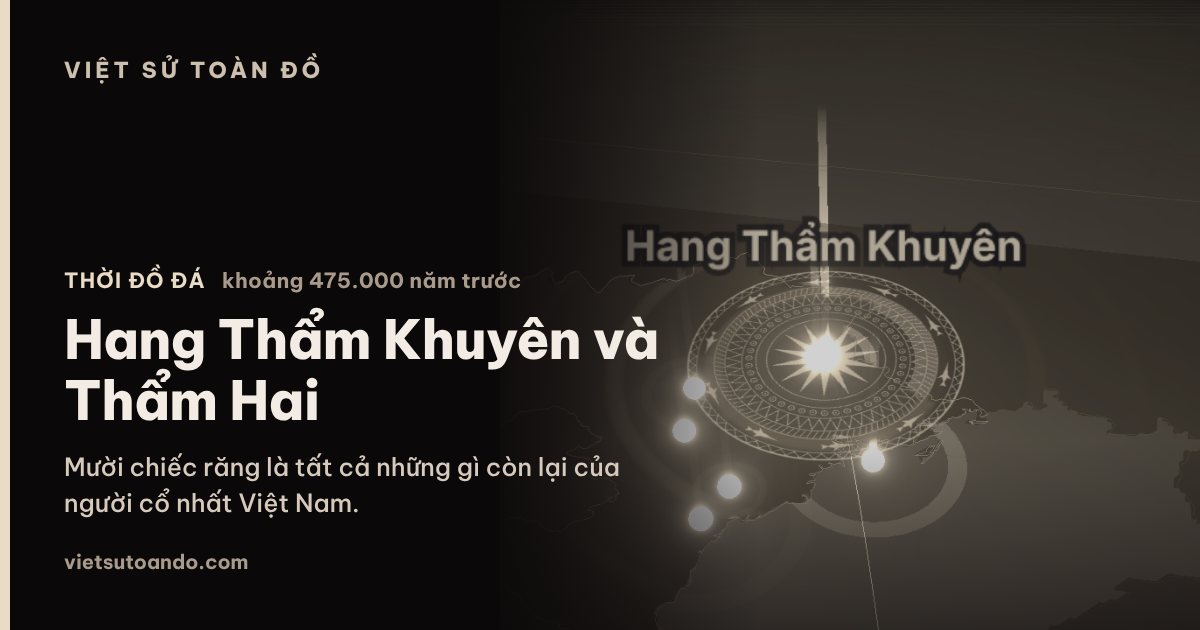 VIỆT SỬ TOÀN ĐỒ
Hang Thẩm Khuyên
THỜI ĐỒ ĐÁ khoảng 475.000 năm trước
Hang Thẩm Khuyên và
Thẩm Hai
Mười chiếc răng là tất cả những gì còn lại của
người cổ nhất Việt Nam.
vietsutoando.com